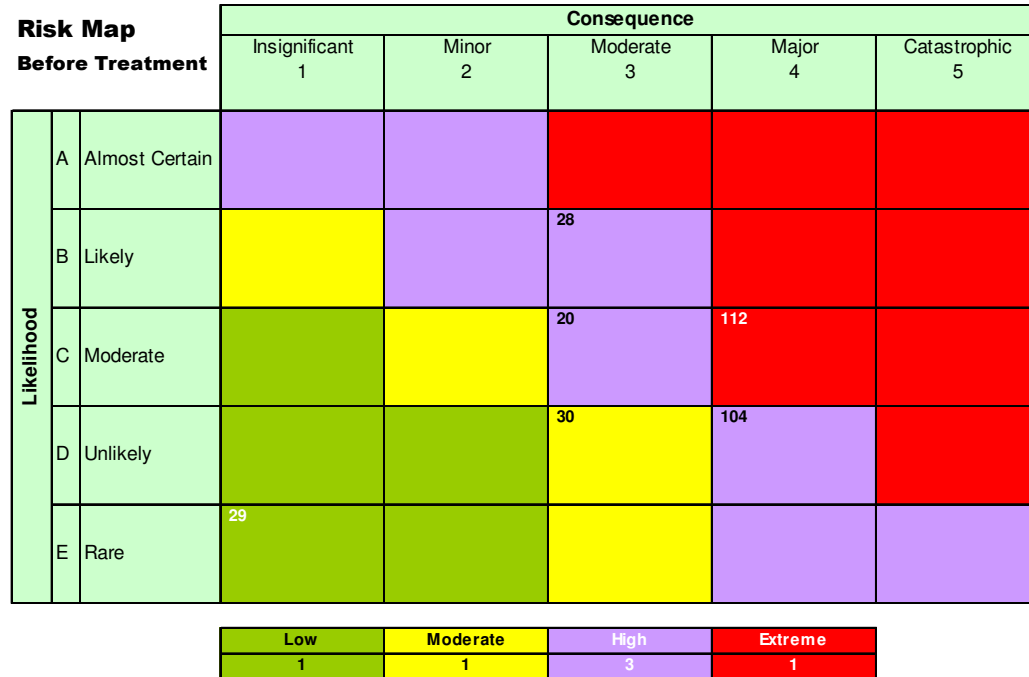 Risk Map
Before Treatment
Consequence
Insignificant
1
Minor
2
Moderate
3
Major
4
Catastrophic
5
Likelihood
A Almost Certain
B Likely
28
C Moderate
20
112
D Unlikely
30
104
E Rare
29
Low Moderate High Extreme
1 1 3 1